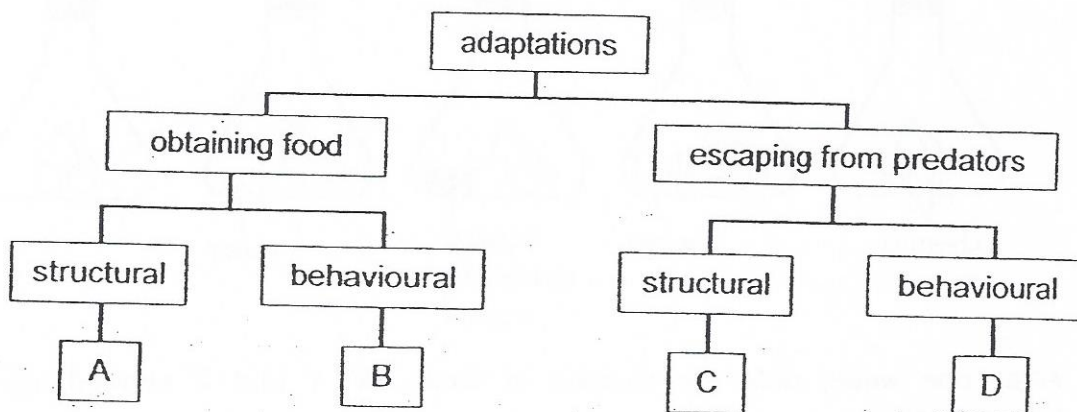 adaptations
obtaining food
escaping from predators
structural
behavioural
structural
behavioural
A
B
C
D